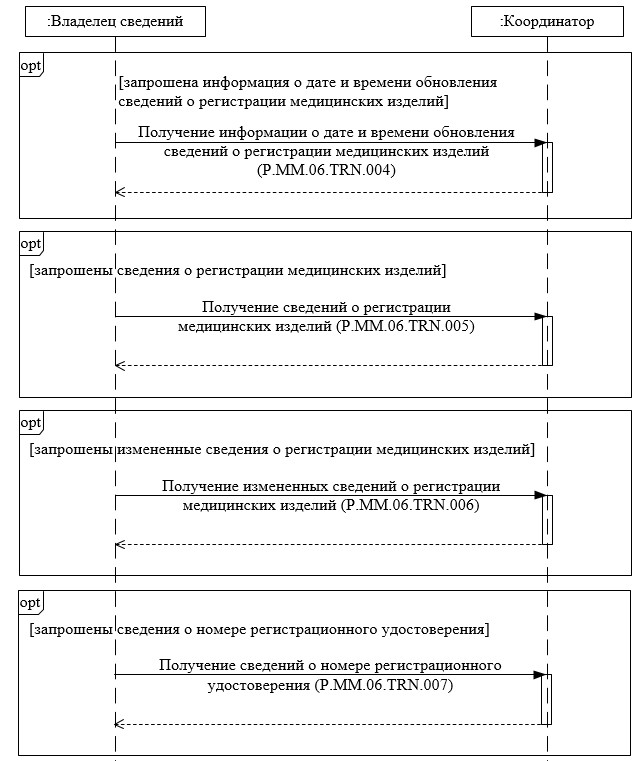 :Владелец сведений
:Координатор
opt
[запрошена информация о дате и времени обновления
сведений о регистрации медицинских изделий]
Получение информации о дате и времени обновления
сведений о регистрации медицинских изделий
(P.MM.06.TRN.004)
opt
[запрошены сведения о регистрации медицинских изделий]
Получение сведений о регистрации
медицинских изделий (P.MM.06.TRN.005)
opt
[запрошены измененные сведения о регистрации медицинских изделий]
Получение измененных сведений о регистрации
медицинских изделий (P.MM.06.TRN.006)
opt
[запрошены сведения о номере регистрационного удостоверения]
Получение сведений о номере регистрационного
удостоверения (P.MM.06.TRN.007)